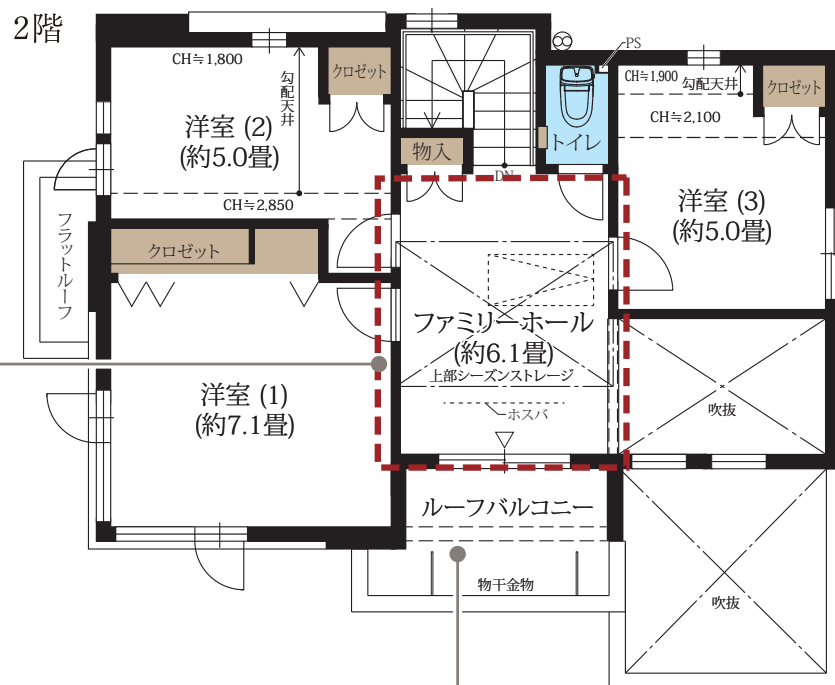 2階
CH≒1,800
勾配天井
クロゼット
洋室 (2)
(約5.0畳)
CH≒2,850
物入
DN
PS
トイレ
CH≒1,900
勾配天井
クロゼット
CH≒2,100
洋室 (3)
(約5.0畳)
フラットルーフ
クロゼット
洋室 (1)
(約7.1畳)
ファミリーホール
(約6.1畳)
上部シーズンストレージ
ホスバ
吹抜
ルーフバルコニー
物干金物
吹抜